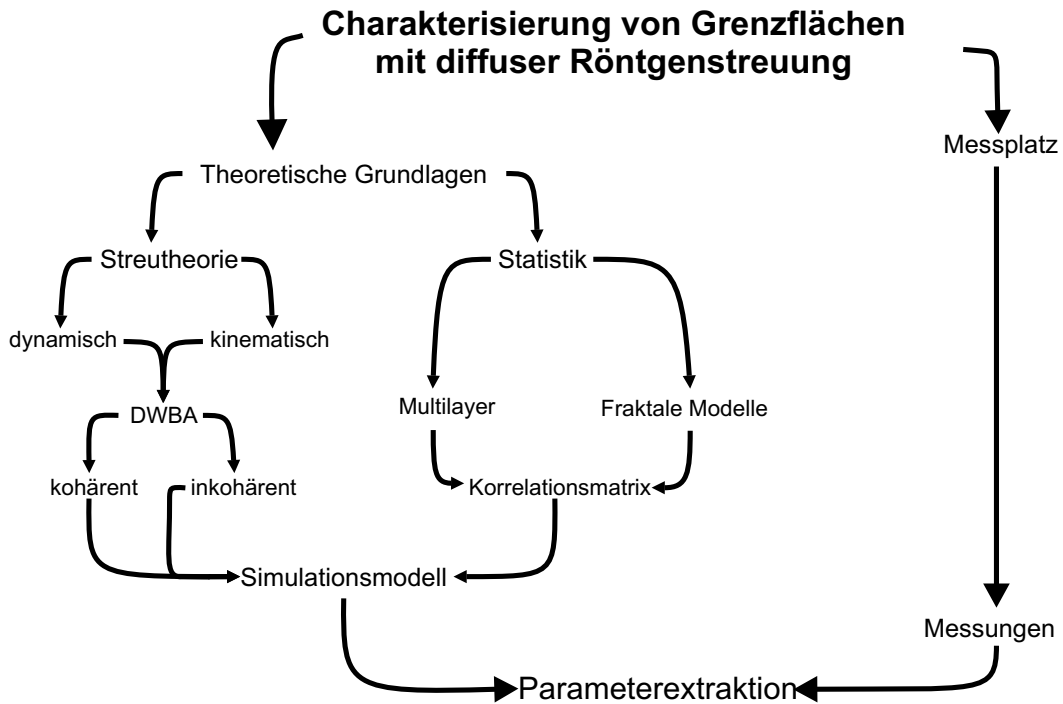 Charakterisierung von Grenzflächen
mit diffuser Röntgenstreuung
Messplatz
Theoretische Grundlagen
Streutheorie
Statistik
dynamisch
kinematisch
Multilayer
Fraktale Modelle
DWBA
kohärent
inkohärent
Korrelationsmatrix
Simulationsmodell
Messungen
Parameterextraktion